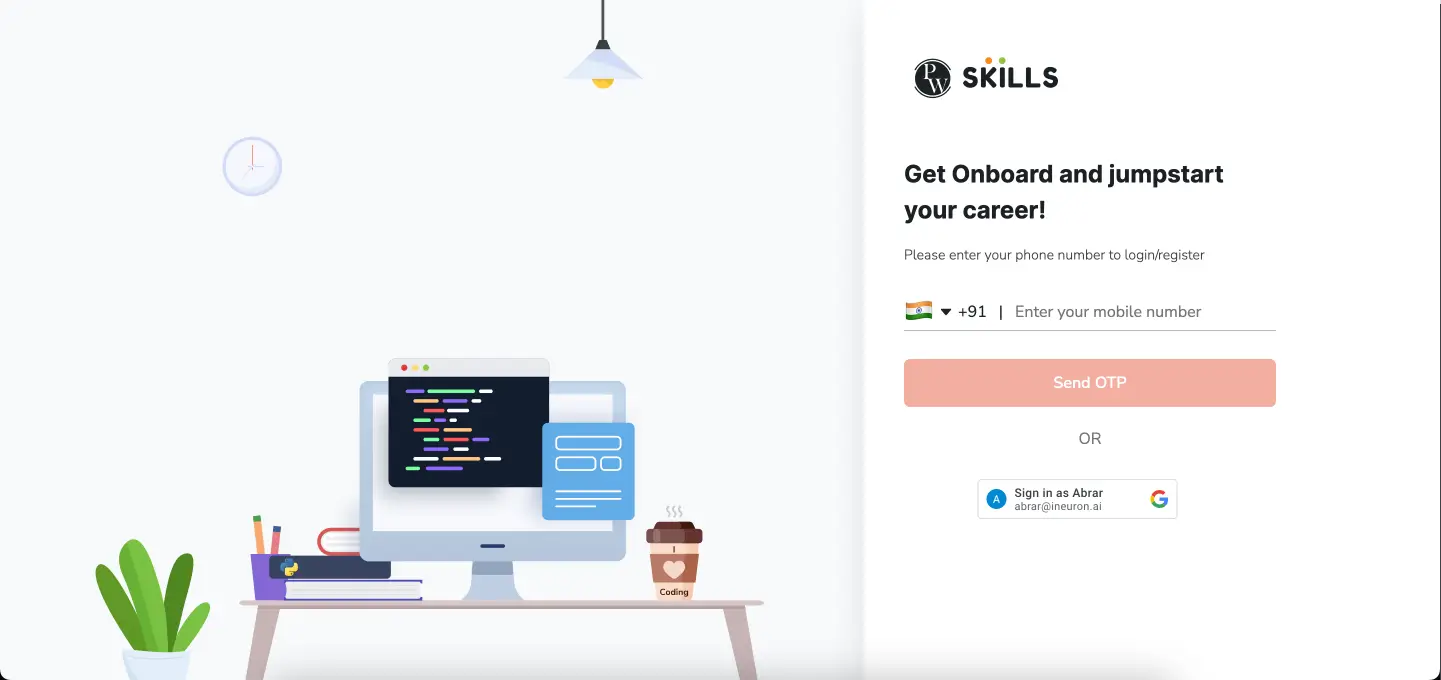 PW SKILLS
Get Onboard and jumpstart
your career!
Please enter your phone number to login/register
+91 | Enter your mobile number
Send OTP
OR
A
Sign in as Abrar
abrar@ineuron.ai
G
I
Coding